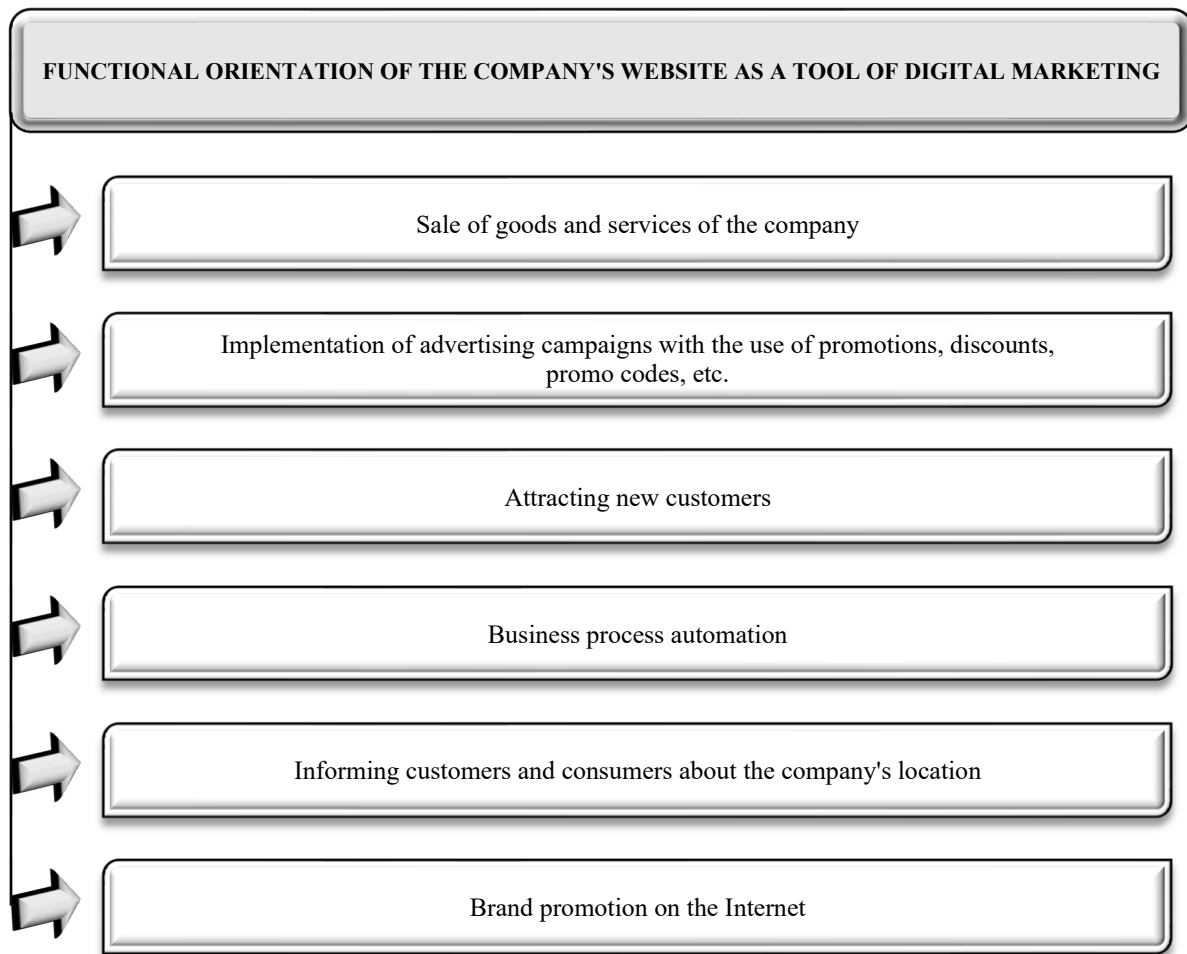 FUNCTIONAL ORIENTATION OF THE COMPANY'S WEBSITE AS A TOOL OF DIGITAL MARKETING
Sale of goods and services of the company
Implementation of advertising campaigns with the use of promotions, discounts,
promo codes, etc.
Attracting new customers
Business process automation
Informing customers and consumers about the company's location
Brand promotion on the Internet